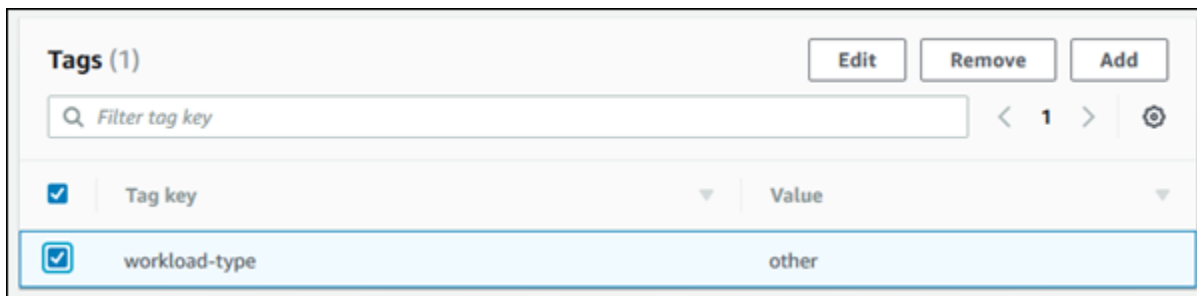 Tags (1) Edit Remove Add
Filter tag key 1
Tag key Value
workload-type other